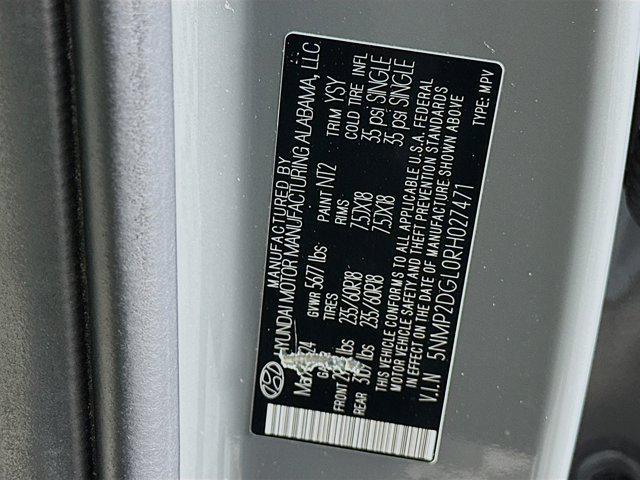 MANUFACTURED BY
HYUNDAI MOTOR MANUFACTURING ALABAMA, LLC
GVWR 5677 lbs PAINT NT2 TRIM YSY
TIRES RIMS COLD TIRE INFL
FRONT lbs 235/60R18 7.5JX18 35 psi SINGLE
REAR lbs 235/60R18 7.5JX18 35 psi SINGLE
THIS VEHICLE CONFORMS TO ALL APPLICABLE U.S.A. FEDERAL
MOTOR VEHICLE SAFETY AND THEFT PREVENTION STANDARDS
IN EFFECT ON THE DATE OF MANUFACTURE SHOWN ABOVE
V.I.N 5NMP2DGL0RH027471 TYPE: MPV